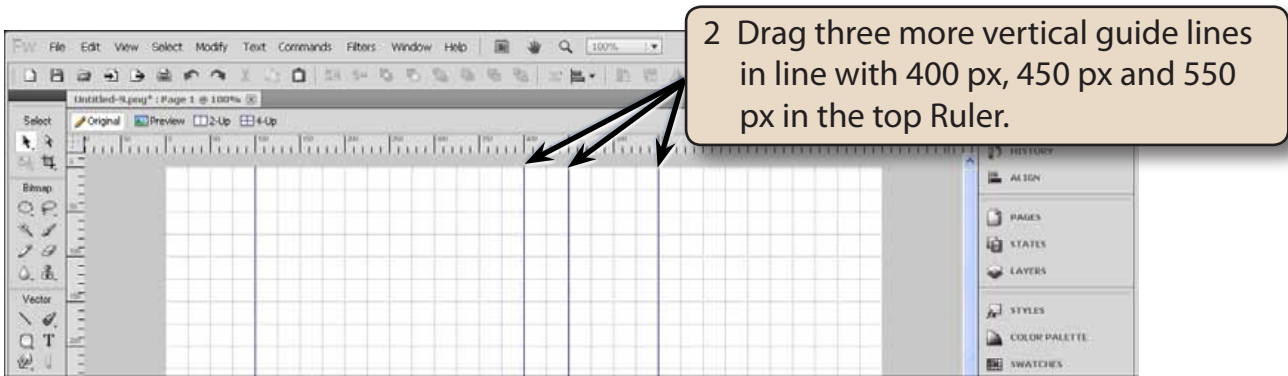 2 Drag three more vertical guide lines
in line with 400 px, 450 px and 550
px in the top Ruler.
Fw File Edit View Select Modify Text Commands Filters Window Help 100%
Untitled-9.png* : Page 1 @ 100%
Select Original Preview 2-Up 4-Up
HISTORY
ALIGN
Bitmap
PAGES
STATES
LAYERS
Vector
STYLES
COLOR PALETTE
SWATCHES